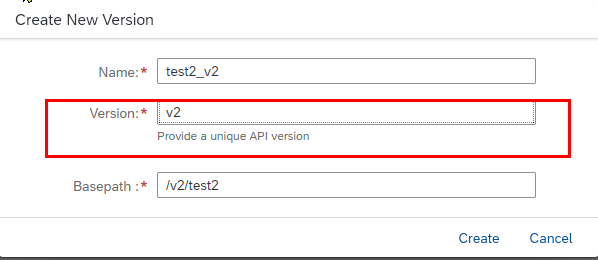 Create New Version
Name:* test2_v2
Version:* v2
Provide a unique API version
Basepath :* /v2/test2
Create Cancel